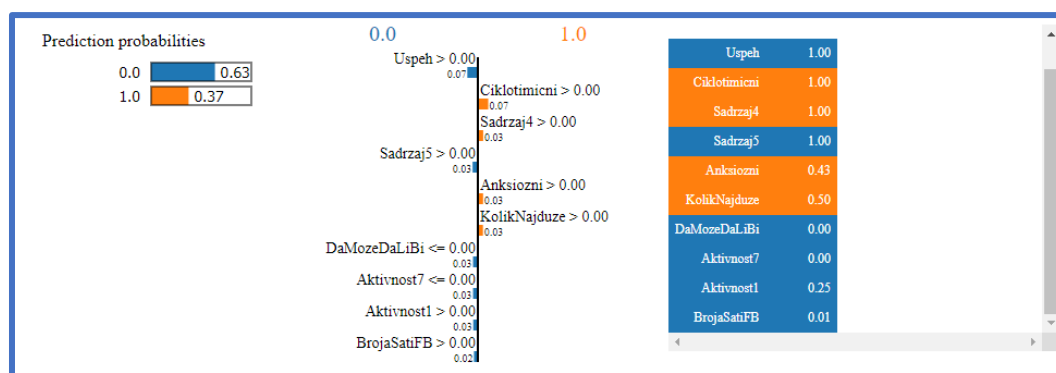 Prediction probabilities
0.0 0.63
1.0 0.37
0.0 1.0
Uspeh > 0.00
0.07
Ciklotimicni > 0.00
0.07
Sadrzaj4 > 0.00
0.03
Sadrzaj5 > 0.00
0.03
Anksiozni > 0.00
0.03
KolikNajduze > 0.00
0.03
DaMozeDaLiBi <= 0.00
0.03
Aktivnost7 <= 0.00
0.03
Aktivnost1 > 0.00
0.03
BrojaSatiFB > 0.00
0.02
Uspeh 1.00
Ciklotimicni 1.00
Sadrzaj4 1.00
Sadrzaj5 1.00
Anksiozni 0.43
KolikNajduze 0.50
DaMozeDaLiBi 0.00
Aktivnost7 0.00
Aktivnost1 0.25
BrojaSatiFB 0.01